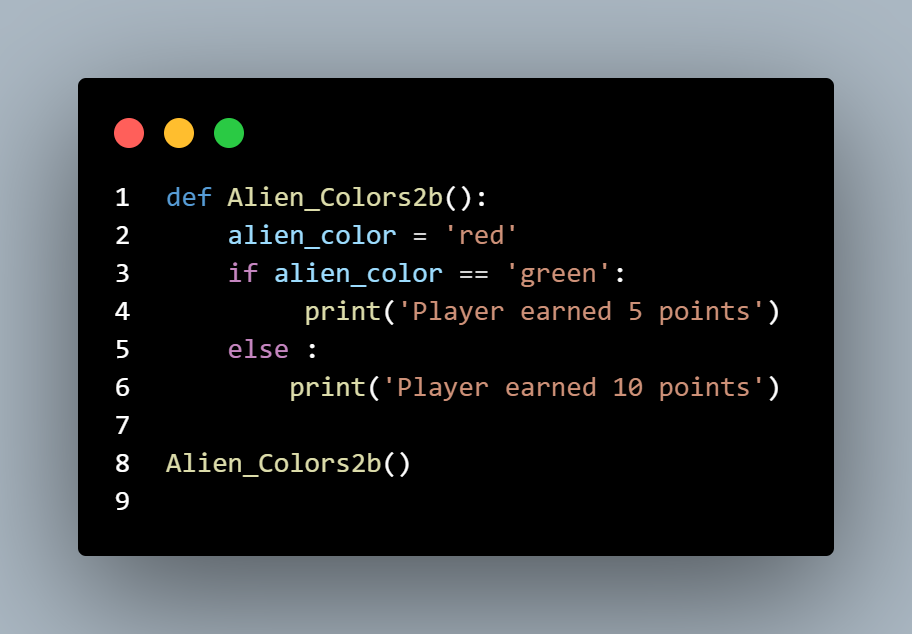 1 def Alien_Colors2b():
2     alien_color = 'red'
3     if alien_color == 'green':
4          print('Player earned 5 points')
5     else :
6         print('Player earned 10 points')
7
8 Alien_Colors2b()
9